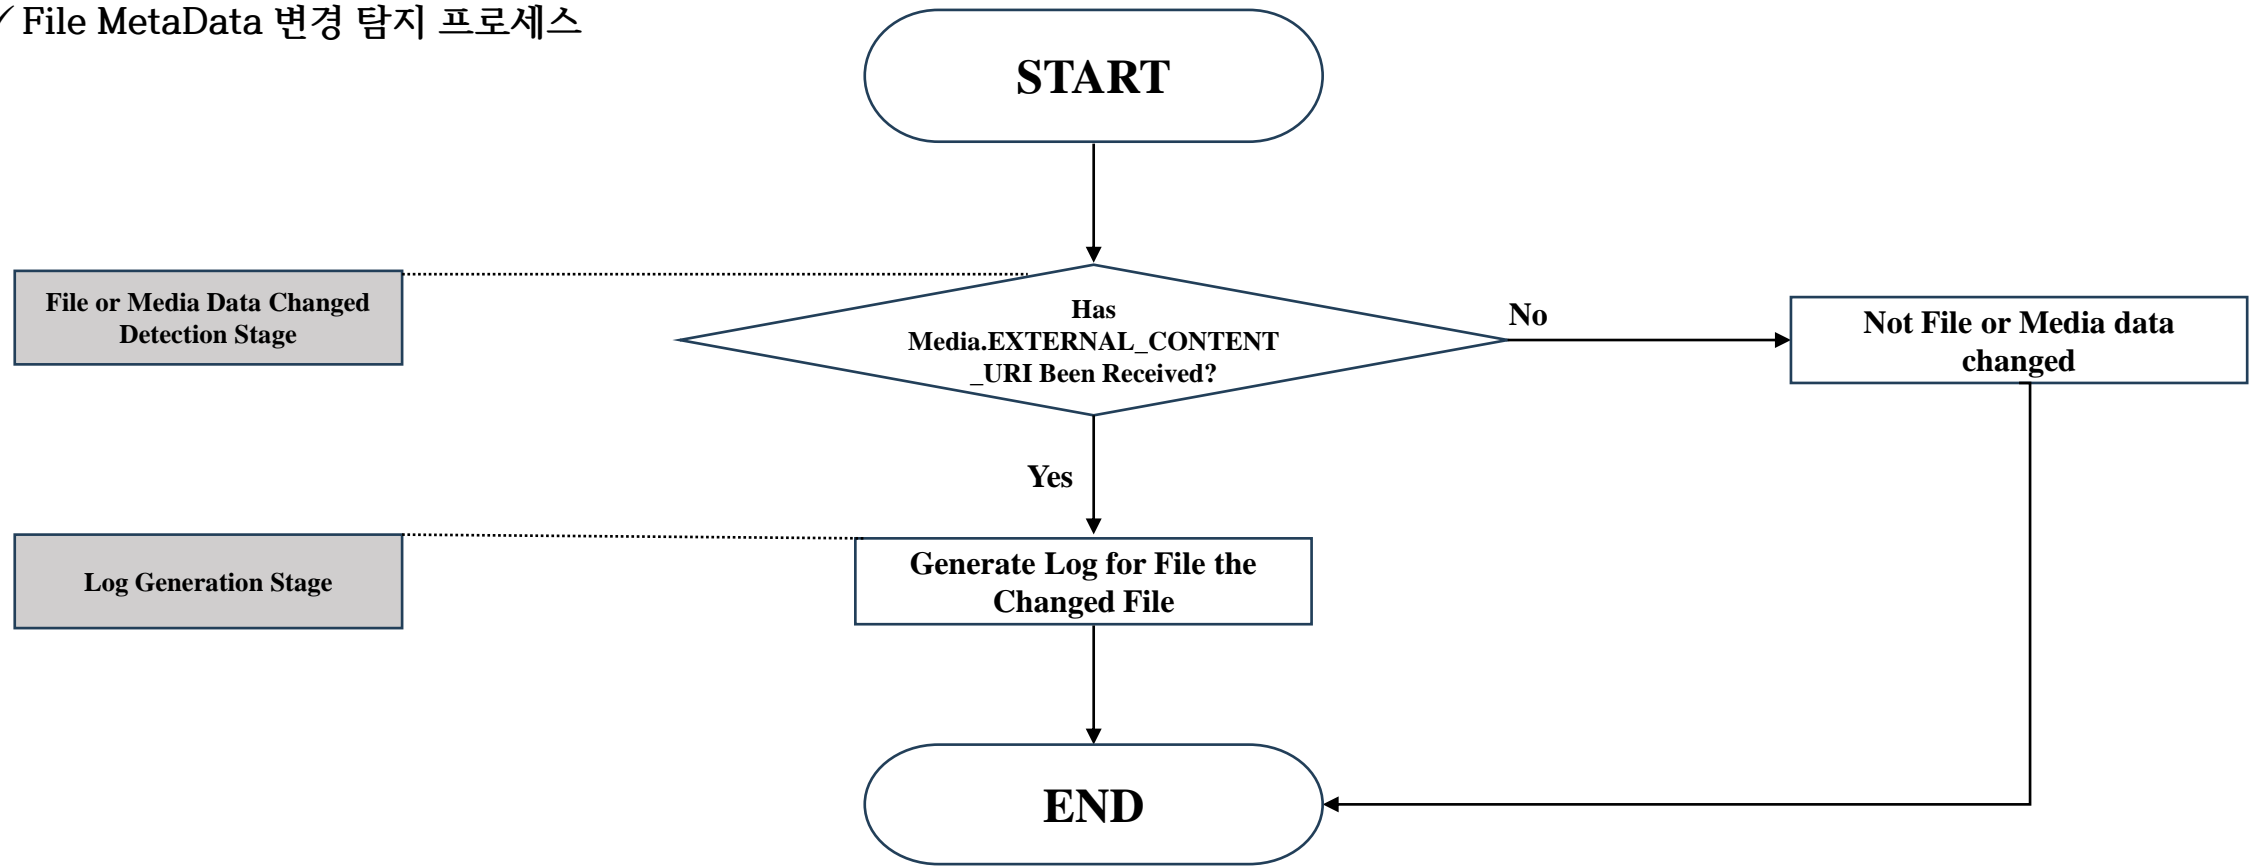 ✓ File MetaData 변경 탐지 프로세스
START
File or Media Data Changed
Detection Stage
Has
Media.EXTERNAL_CONTENT
_URI Been Received?
No
Not File or Media data
changed
Yes
Log Generation Stage
Generate Log for File the
Changed File
END